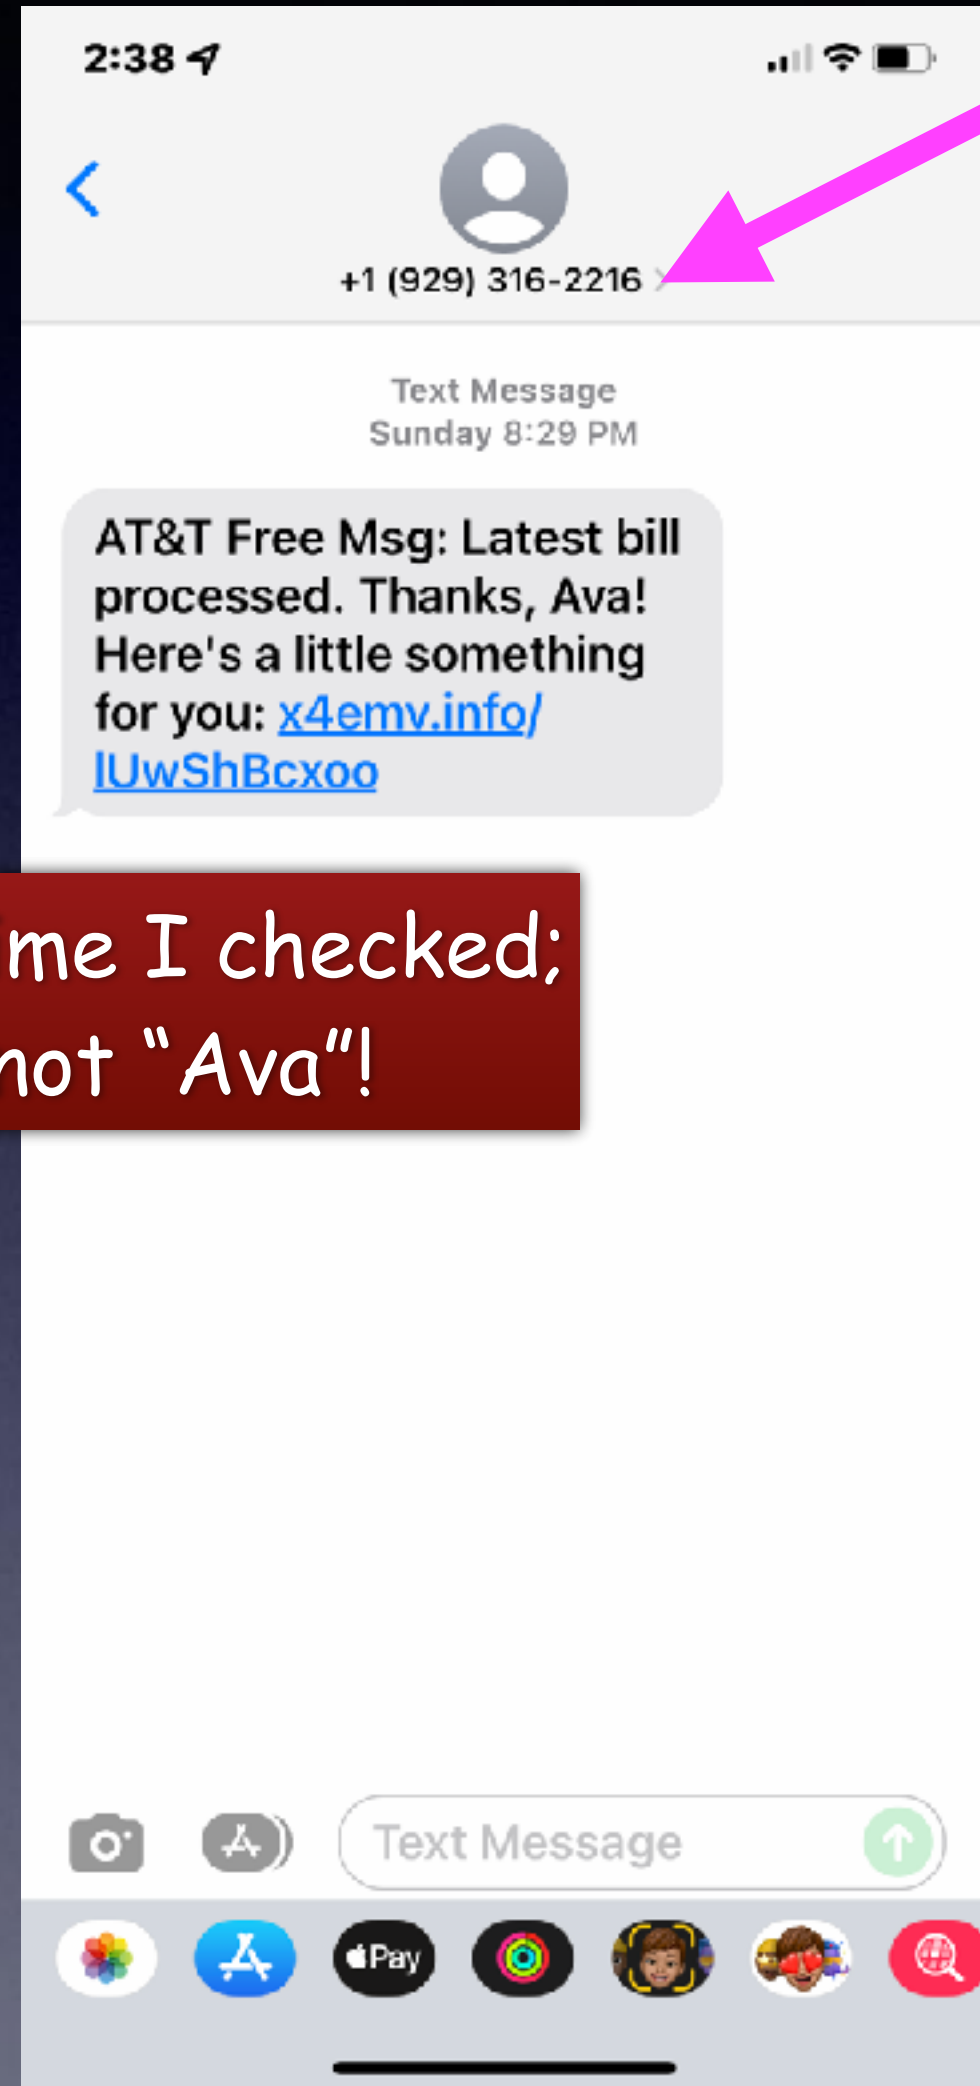 2:38
+1 (929) 316-2216
Text Message
Sunday 8:29 PM
AT&T Free Msg: Latest bill
processed. Thanks, Ava!
Here's a little something
for you: x4emv.info/
lUwShBcxoo
me I checked;
not “Ava”!
Text Message
Pay